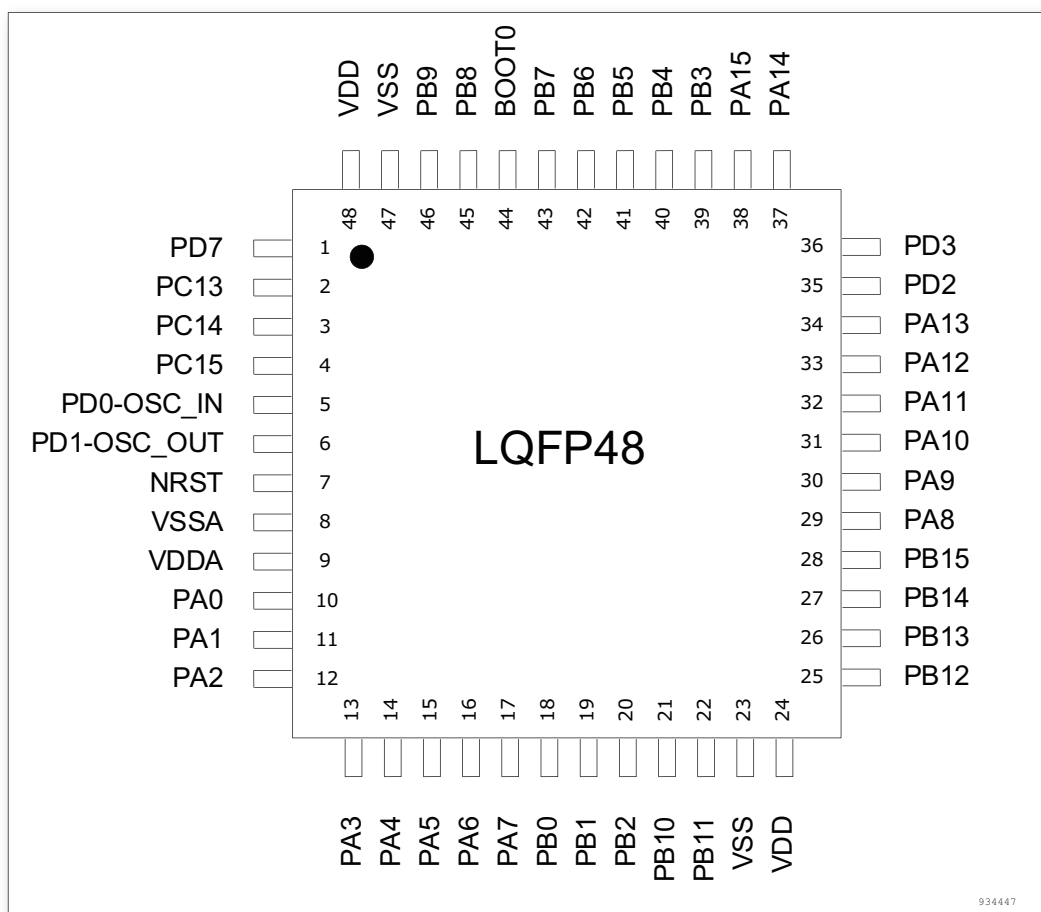 VDD
VSS
PB9
PB8
BOOT0
PB7
PB6
PB5
PB4
PB3
PA15
PA14
48
47
46
45
44
43
42
41
40
39
38
37
PD7 1
PC13 2
PC14 3
PC15 4
PD0-OSC_IN 5
PD1-OSC_OUT 6
NRST 7
VSSA 8
VDDA 9
PA0 10
PA1 11
PA2 12
LQFP48
36 PD3
35 PD2
34 PA13
33 PA12
32 PA11
31 PA10
30 PA9
29 PA8
28 PB15
27 PB14
26 PB13
25 PB12
13
14
15
16
17
18
19
20
21
22
23
24
PA3
PA4
PA5
PA6
PA7
PB0
PB1
PB2
PB10
PB11
VSS
VDD
934447